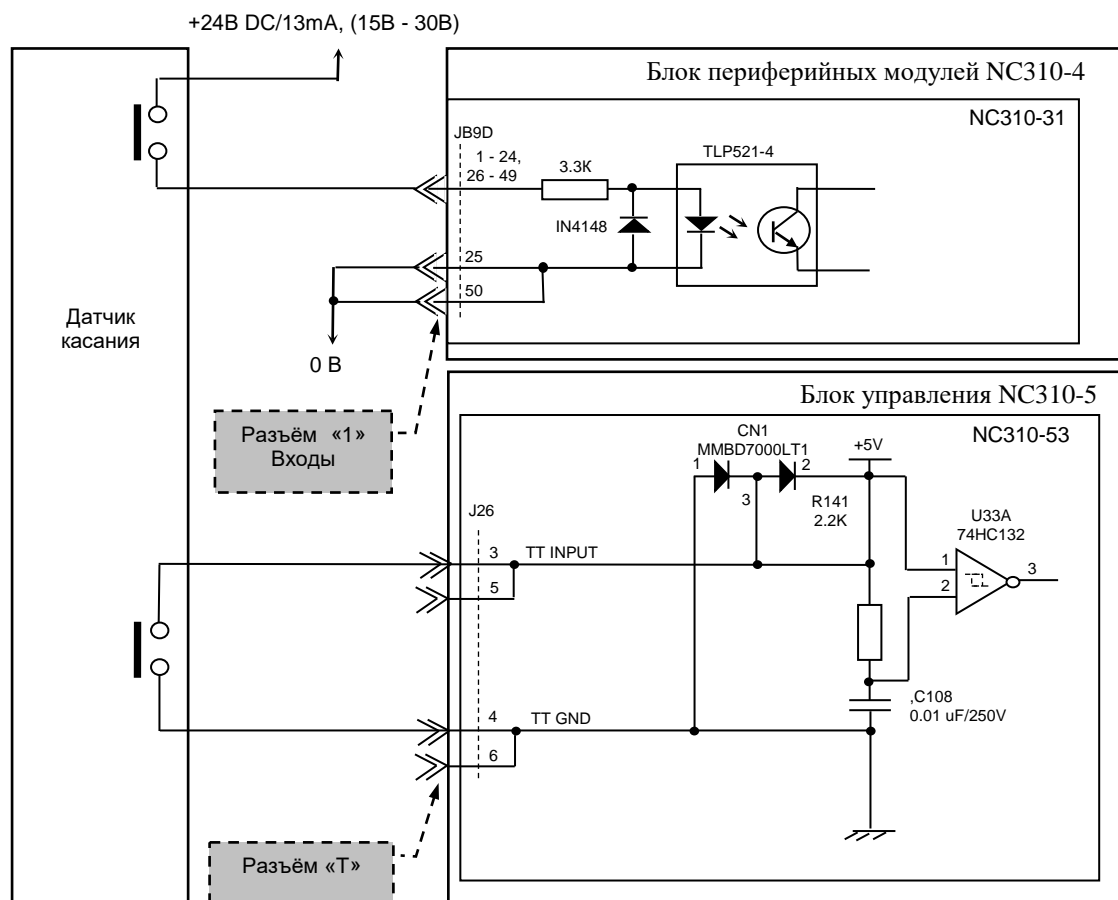 +24В DC/13mA, (15В - 30В)
Блок периферийных модулей NC310-4
NC310-31
JB9D
1 - 24,
26 - 49
3.3К
TLP521-4
IN4148
25
50
Датчик
касания
0 В
Разъём «1»
Входы
Блок управления NC310-5
NC310-53
CN1
MMBD7000LT1
1
2
3
+5V
R141
2.2K
U33A
74HC132
1
2
3
J26
3
TT INPUT
5
4
TT GND
6
,C108
0.01 uF/250V
Разъём «Т»